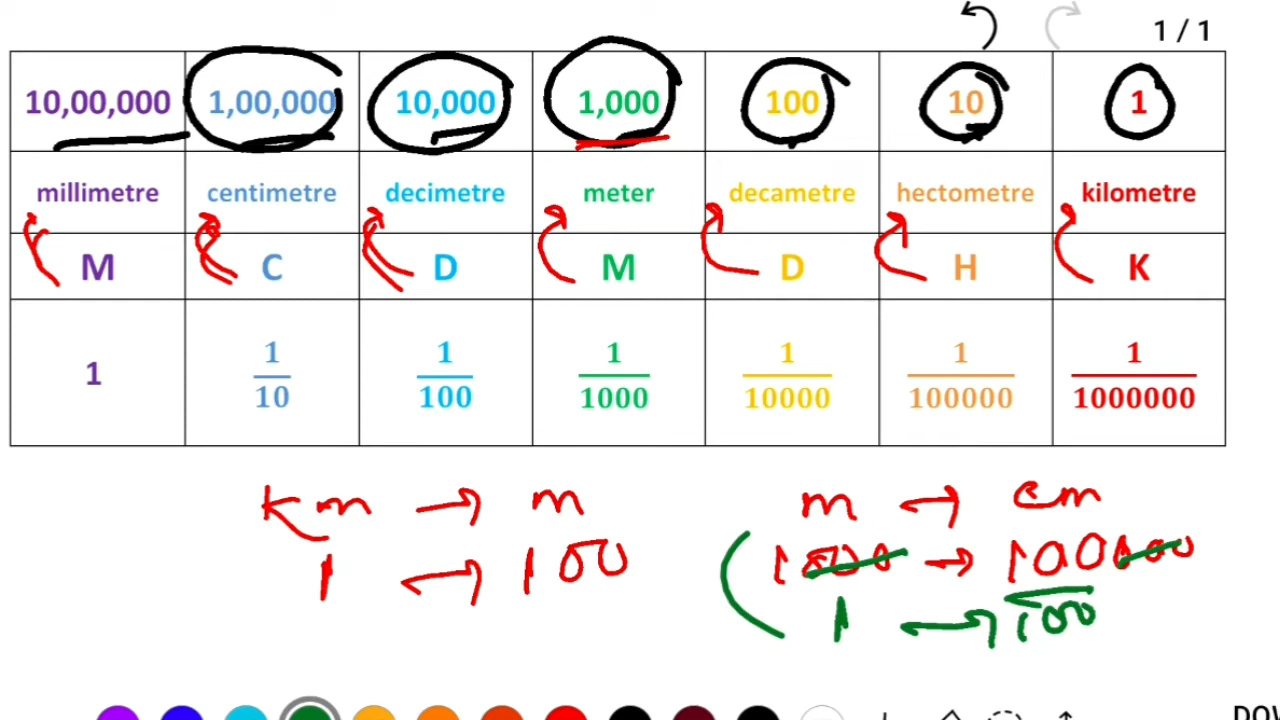 1 / 1
10,00,000 1,00,000 10,000 1,000 100 10 1
millimetre centimetre decimetre meter decametre hectometre kilometre
M C D M D H K
1 1/10 1/100 1/1000 1/10000 1/100000 1/1000000
Km → m m ↔ cm
1 ↔ 100 1000 → 100000
1 ↔ 100